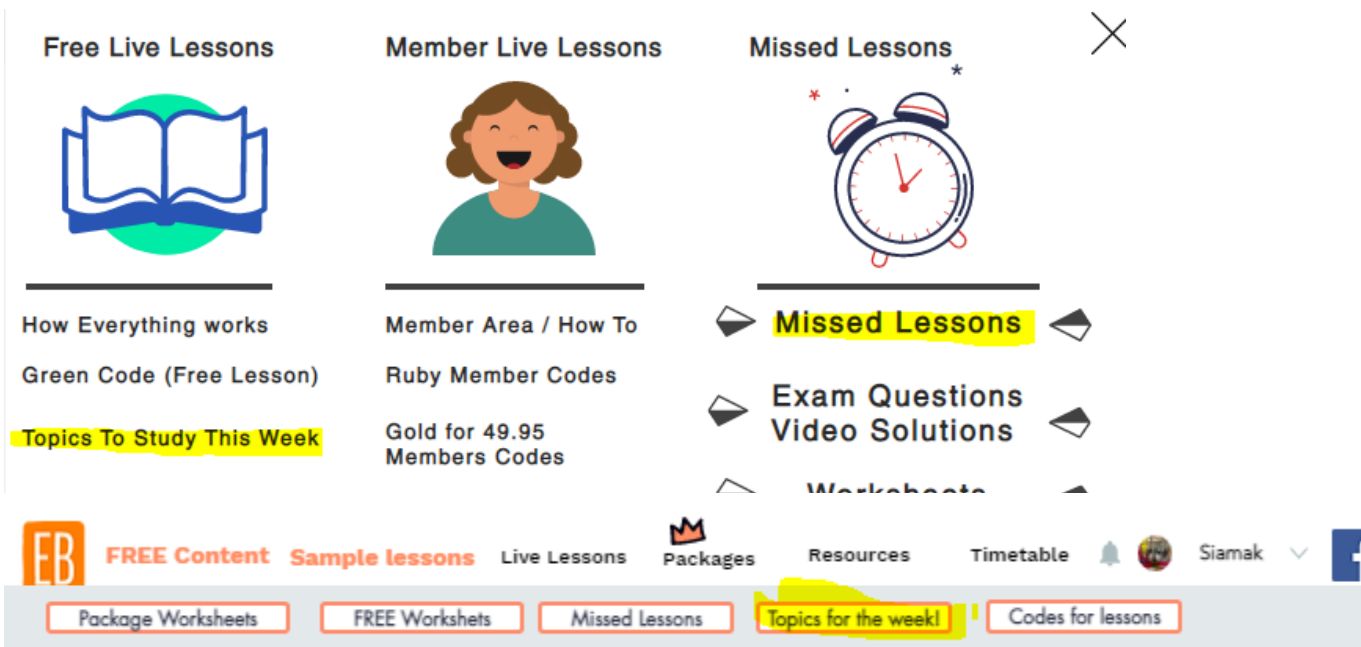 Free Live Lessons
Member Live Lessons
Missed Lessons
How Everything works
Green Code (Free Lesson)
Topics To Study This Week
Member Area / How To
Ruby Member Codes
Gold for 49.95
Members Codes
Missed Lessons
Exam Questions
Video Solutions
Worksheets
EB
FREE Content
Sample lessons
Live Lessons
Packages
Resources
Timetable
Siamak
Package Worksheets
FREE Workshets
Missed Lessons
Topics for the week!
Codes for lessons